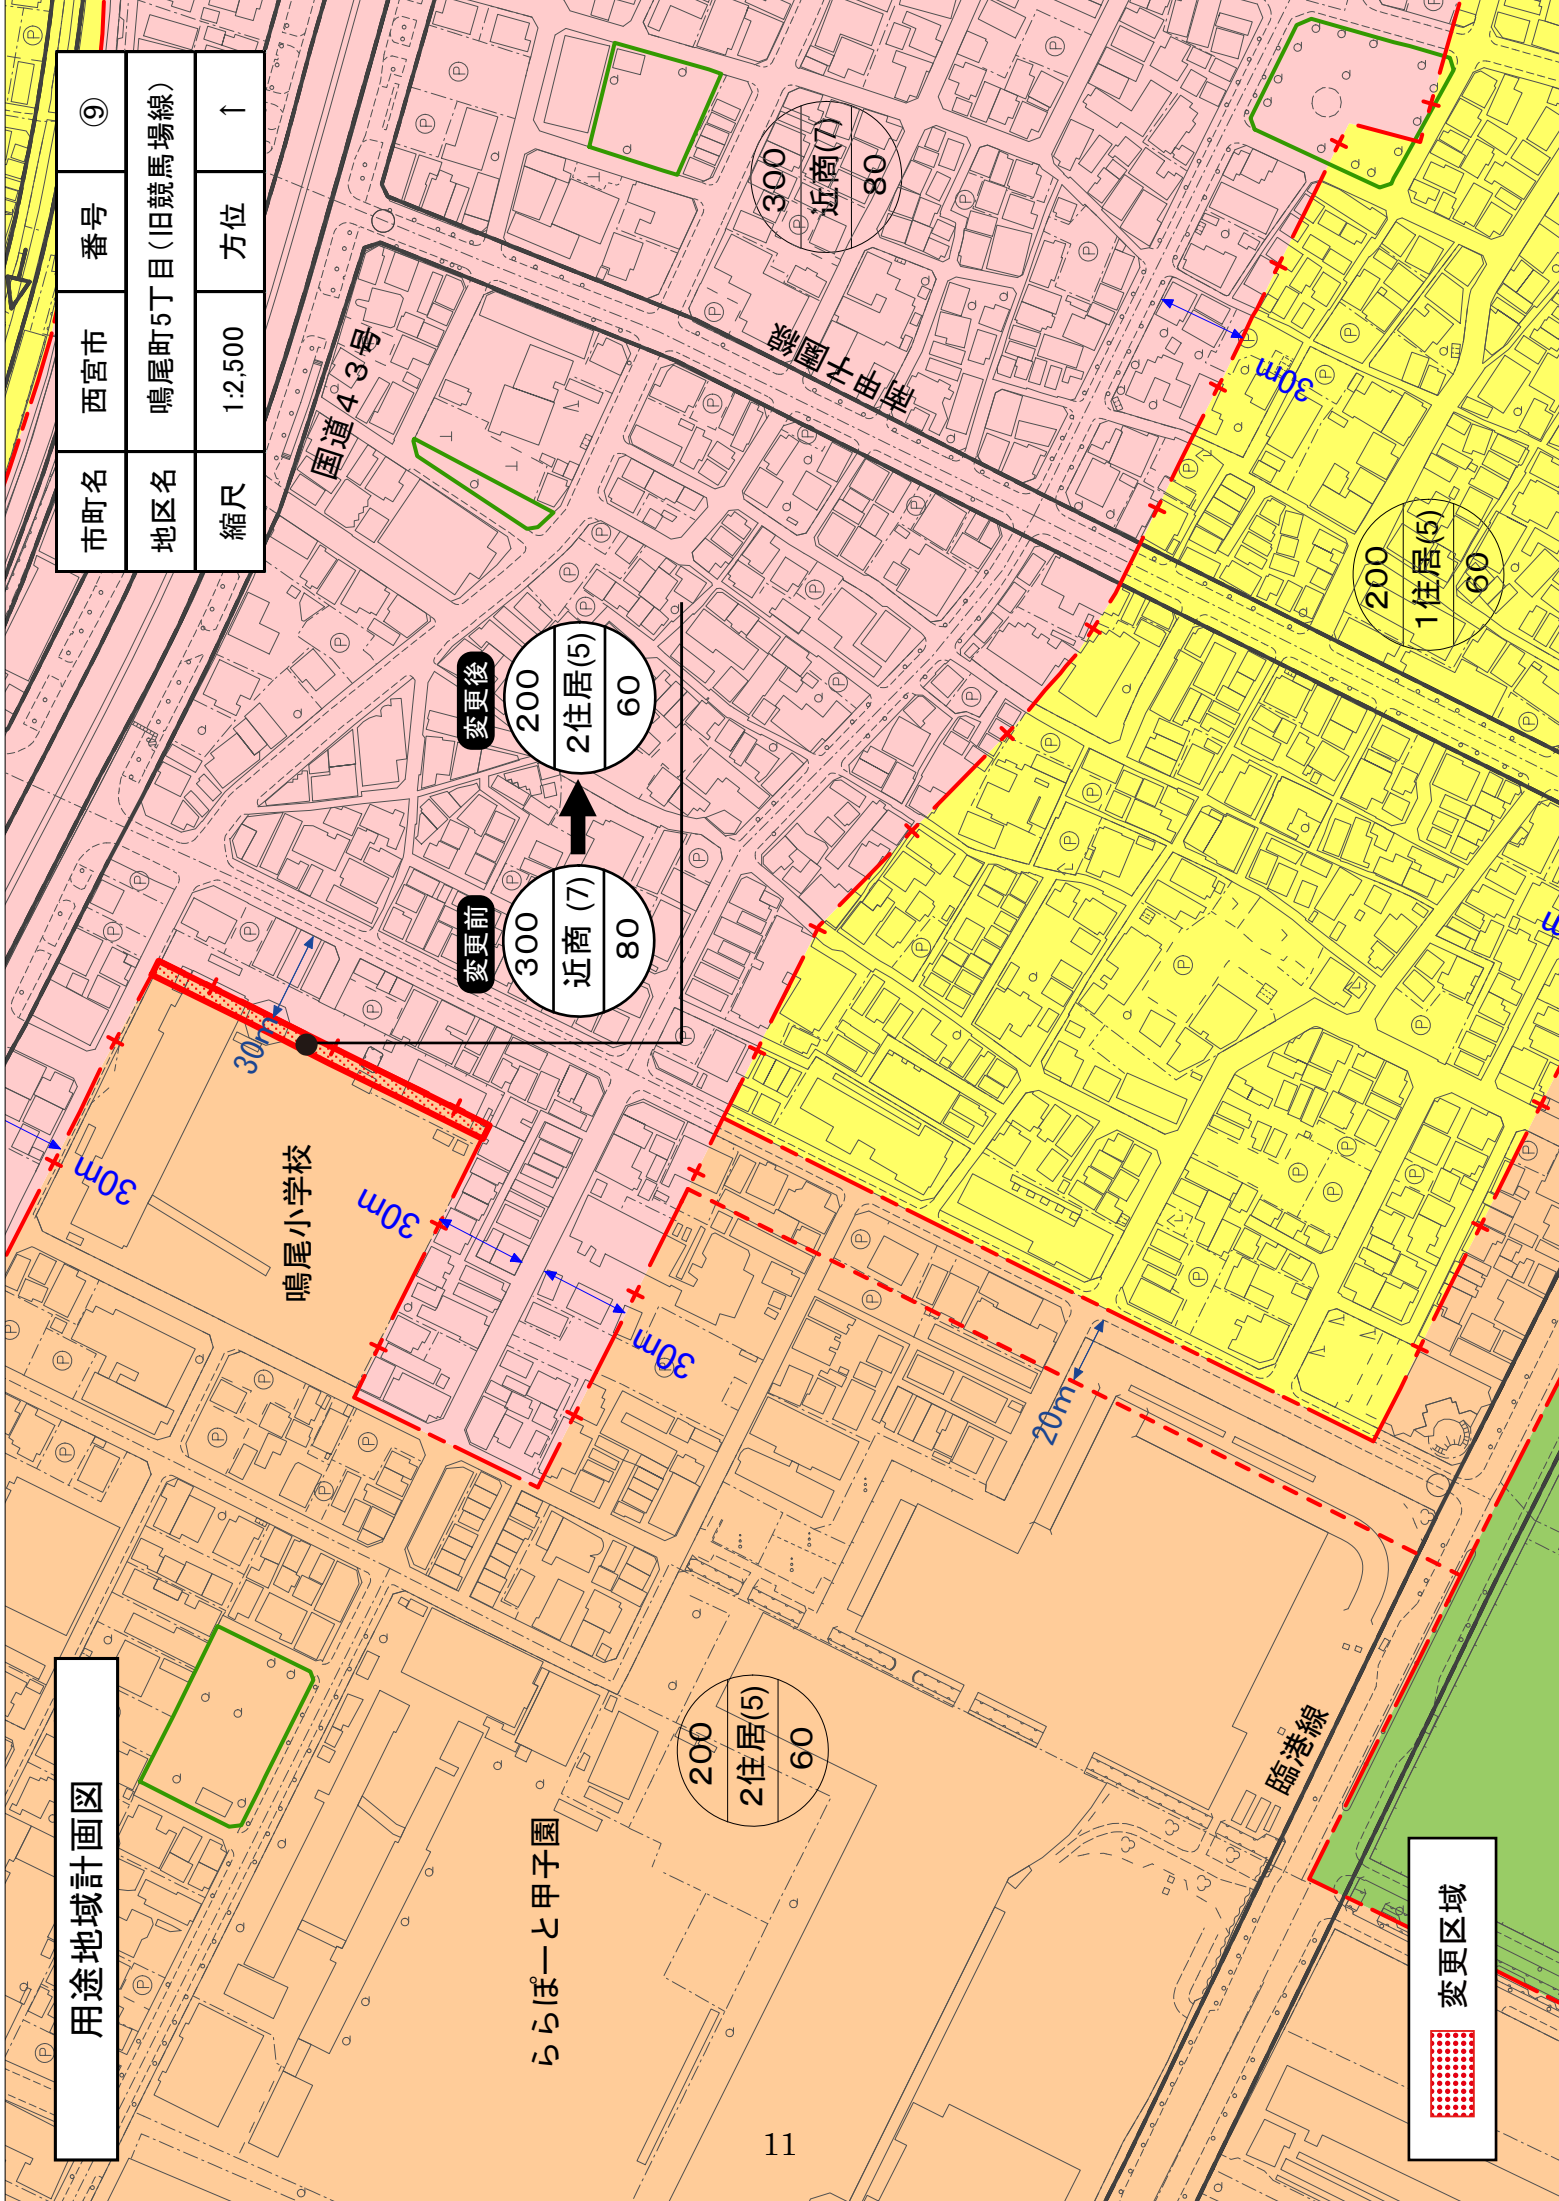 用途地域計画図
市町名 西宮市 番号 ⑨
地区名 鳴尾町5丁目(旧競馬場線)
縮尺 1:2,500 方位 ↑
国道43号
南甲子園線
300
近商(7)
80
変更前
300
近商 (7)
80
変更後
200
2住居(5)
60
30m
30m
30m
30m
30m
20m
鳴尾小学校
ららぽーと甲子園
200
2住居(5)
60
200
1住居(5)
60
臨港線
変更区域
11